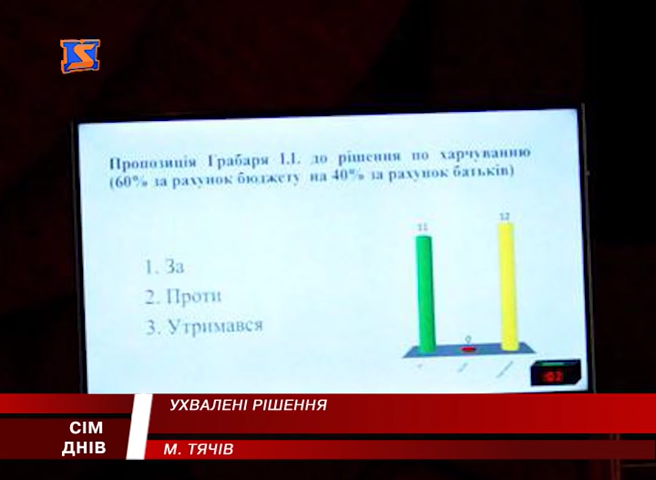 Пропозиція Грабаря І.І. до рішення по харчуванню
(60% за рахунок бюджету на 40% за рахунок батьків)
1. За
2. Проти
3. Утримався
11
0
12
:02
УХВАЛЕНІ РІШЕННЯ
СІМ
ДНІВ
М. ТЯЧІВ